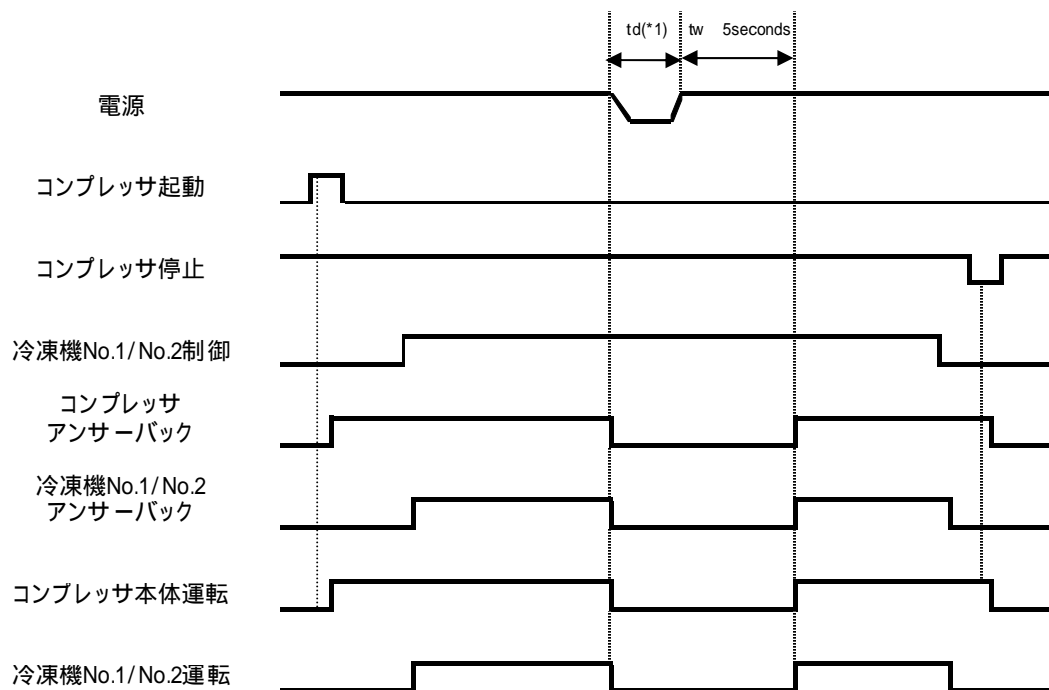 td(*1) tw 5seconds
電源
コンプレッサ起動
コンプレッサ停止
冷凍機No.1/No.2制御
コンプレッサ
アンサーバック
冷凍機No.1/No.2
アンサーバック
コンプレッサ本体運転
冷凍機No.1/No.2運転